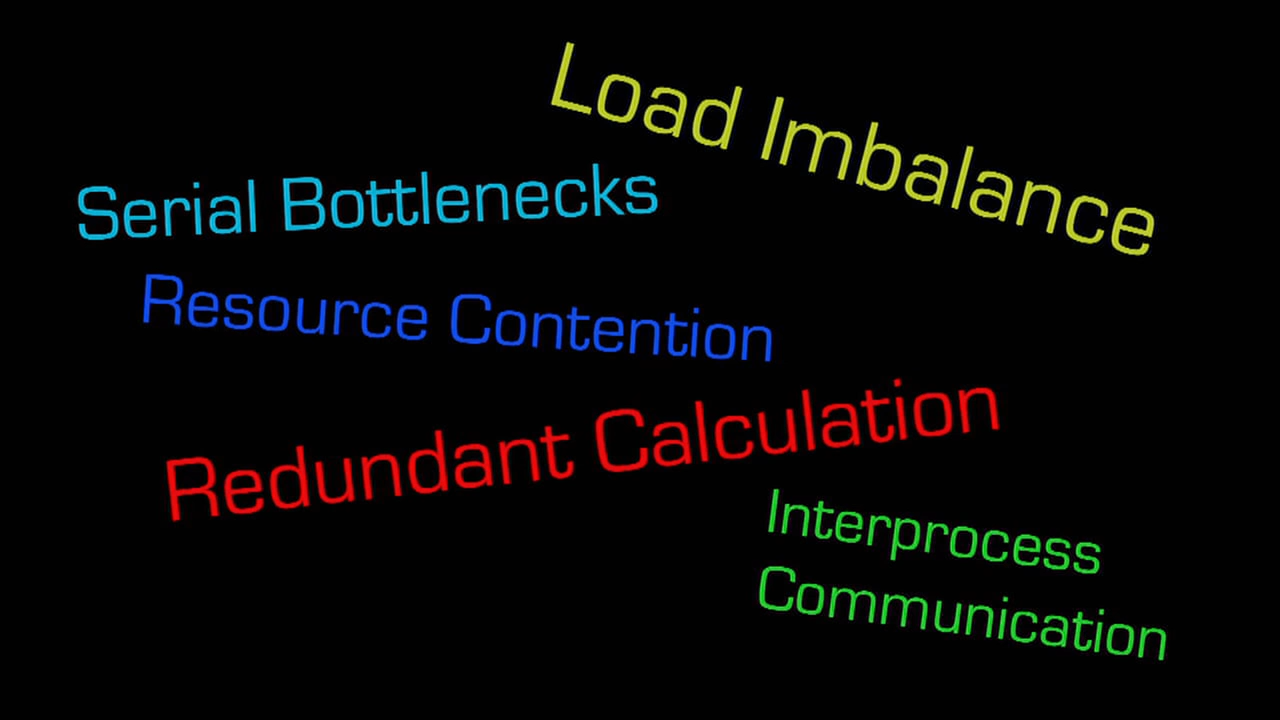 Load Imbalance
Serial Bottlenecks
Resource Contention
Redundant Calculation
Interprocess
Communication